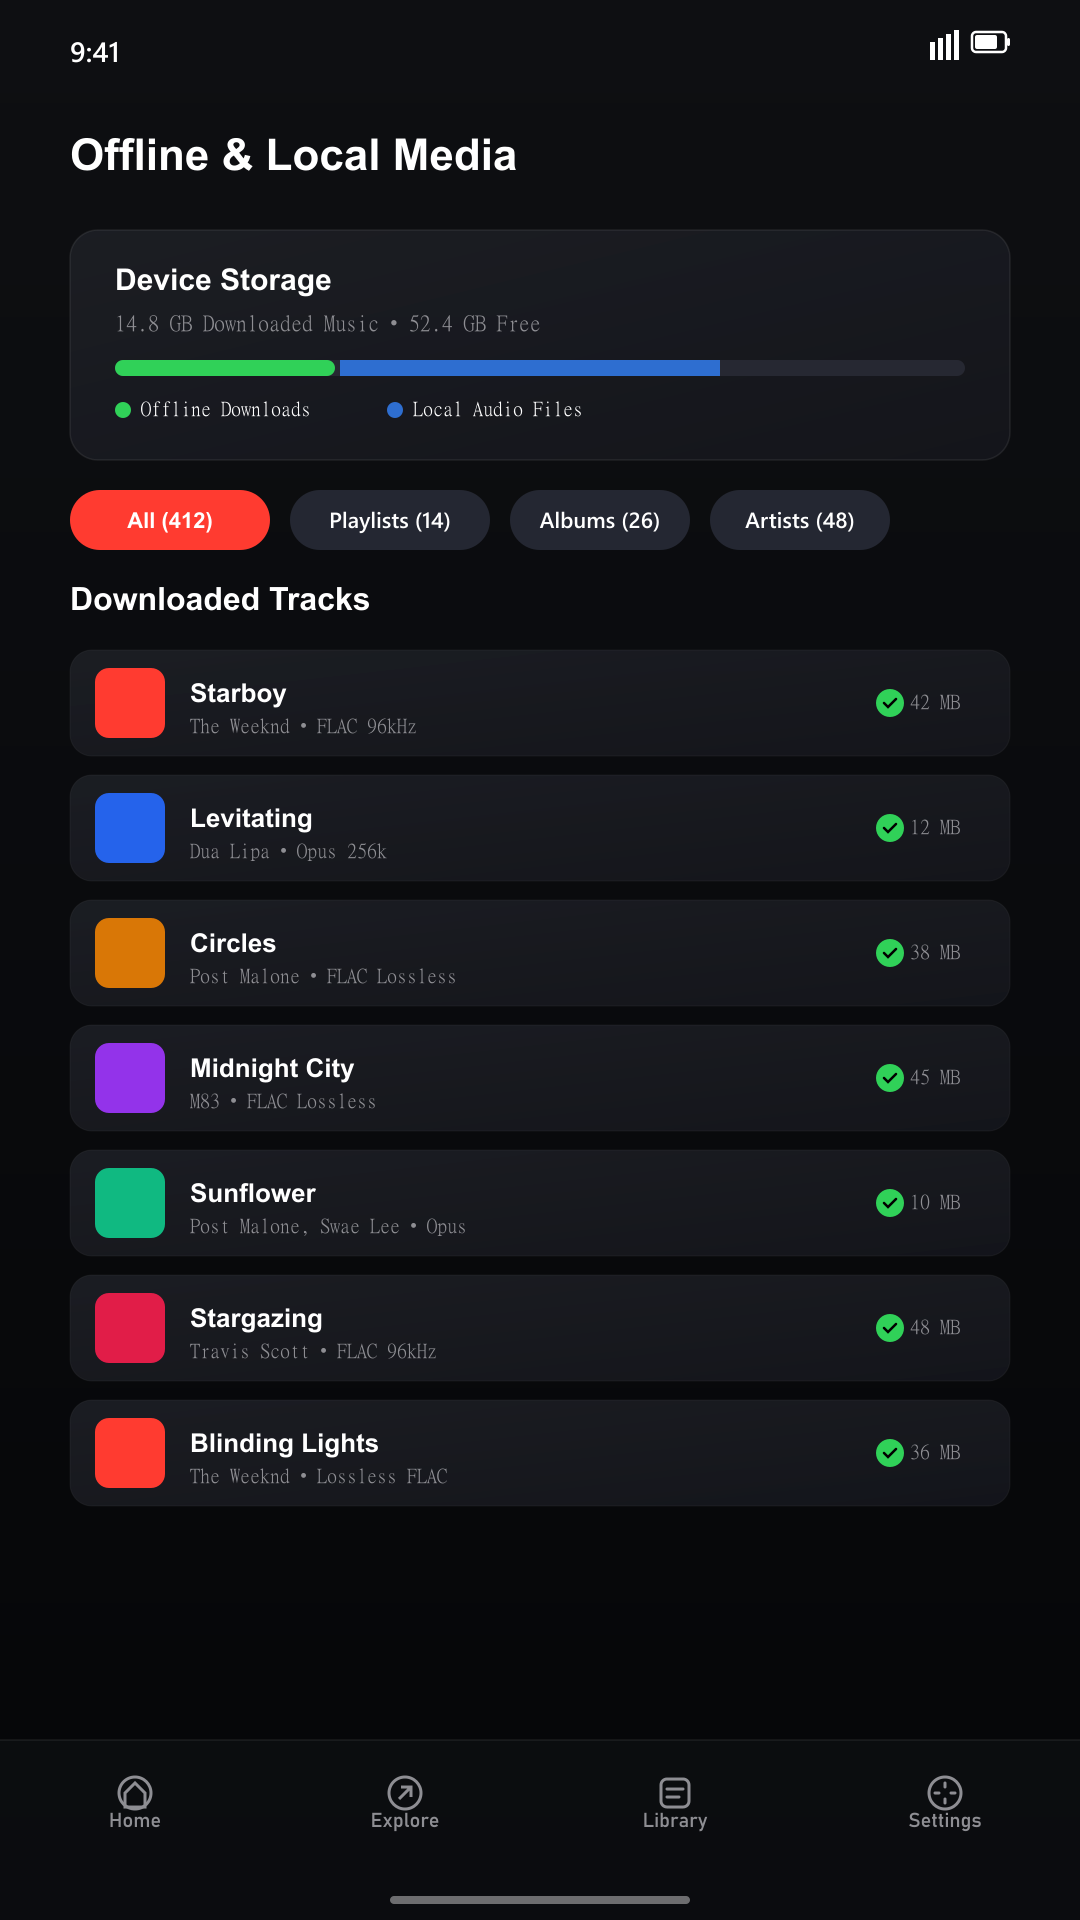 9:41
Offline & Local Media
Device Storage
14.8 GB Downloaded Music • 52.4 GB Free
Offline Downloads
Local Audio Files
All (412)
Playlists (14)
Albums (26)
Artists (48)
Downloaded Tracks
Starboy
The Weeknd • FLAC 96kHz
42 MB
Levitating
Dua Lipa • Opus 256k
12 MB
Circles
Post Malone • FLAC Lossless
38 MB
Midnight City
M83 • FLAC Lossless
45 MB
Sunflower
Post Malone, Swae Lee • Opus
10 MB
Stargazing
Travis Scott • FLAC 96kHz
48 MB
Blinding Lights
The Weeknd • Lossless FLAC
36 MB
Home
Explore
Library
Settings